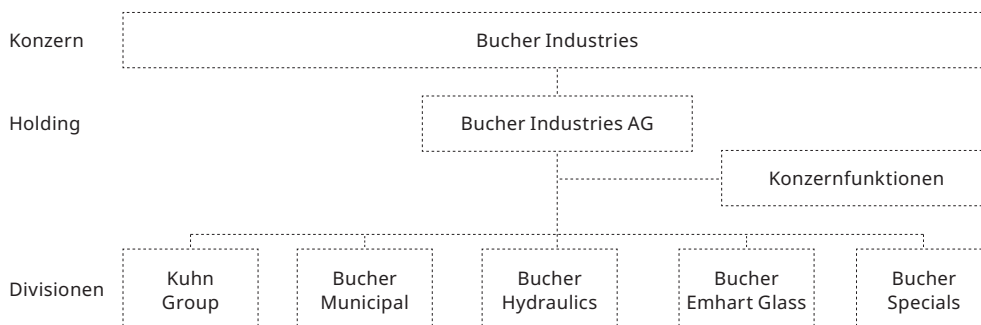 Konzern
Bucher Industries
Holding
Bucher Industries AG
Konzernfunktionen
Divisionen
Kuhn
Group
Bucher
Municipal
Bucher
Hydraulics
Bucher
Emhart Glass
Bucher
Specials